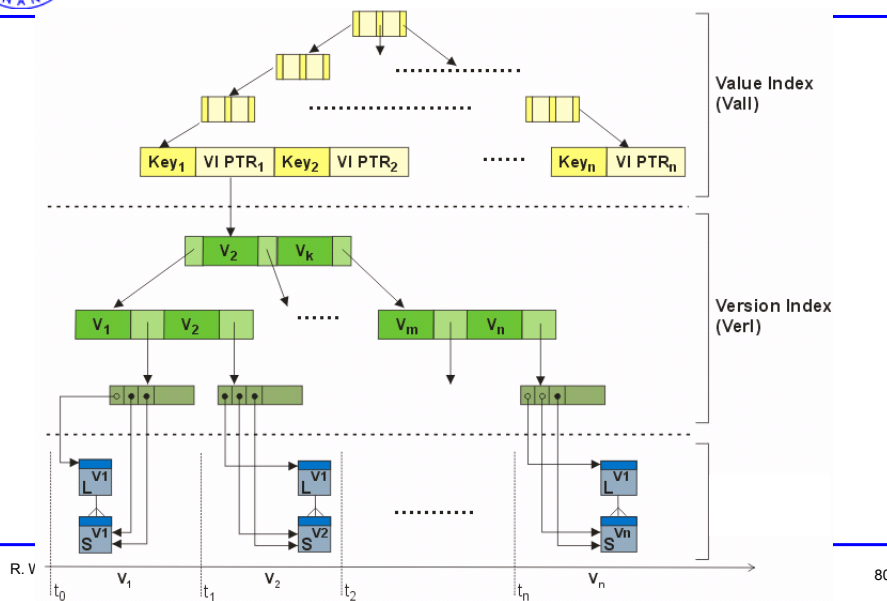 Value Index
(ValI)
Key1 VI PTR1 Key2 VI PTR2 Keyn VI PTRn
V2 Vk
Version Index
(VerI)
V1 V2 Vm Vn
V1 V1 V1
L L L
V1 V2 Vn
S S S
R. W
80
V1 V2 Vn
t0 t1 t2 tn